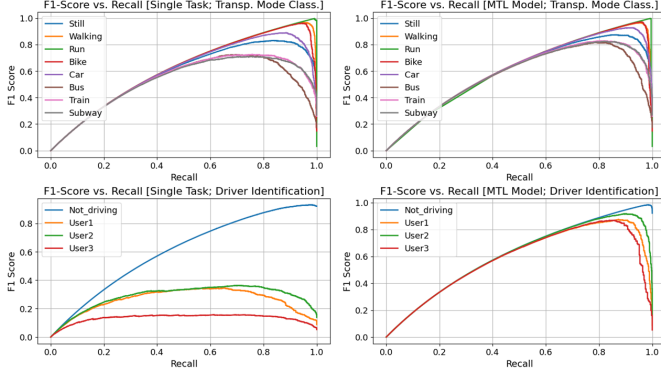 F1-Score vs. Recall [Single Task; Transp. Mode Class.]
1.0
0.8
0.6
0.4
0.2
0.0
F1 Score
Still
Walking
Run
Bike
Car
Bus
Train
Subway
0.0 0.2 0.4 0.6 0.8 1.0
Recall
F1-Score vs. Recall [MTL Model; Transp. Mode Class.]
1.0
0.8
0.6
0.4
0.2
0.0
F1 Score
Still
Walking
Run
Bike
Car
Bus
Train
Subway
0.0 0.2 0.4 0.6 0.8 1.0
Recall
F1-Score vs. Recall [Single Task; Driver Identification]
0.8
0.6
0.4
0.2
0.0
F1 Score
Not_driving
User1
User2
User3
0.0 0.2 0.4 0.6 0.8 1.0
Recall
F1-Score vs. Recall [MTL Model; Driver Identification]
1.0
0.8
0.6
0.4
0.2
0.0
F1 Score
Not_driving
User1
User2
User3
0.0 0.2 0.4 0.6 0.8 1.0
Recall